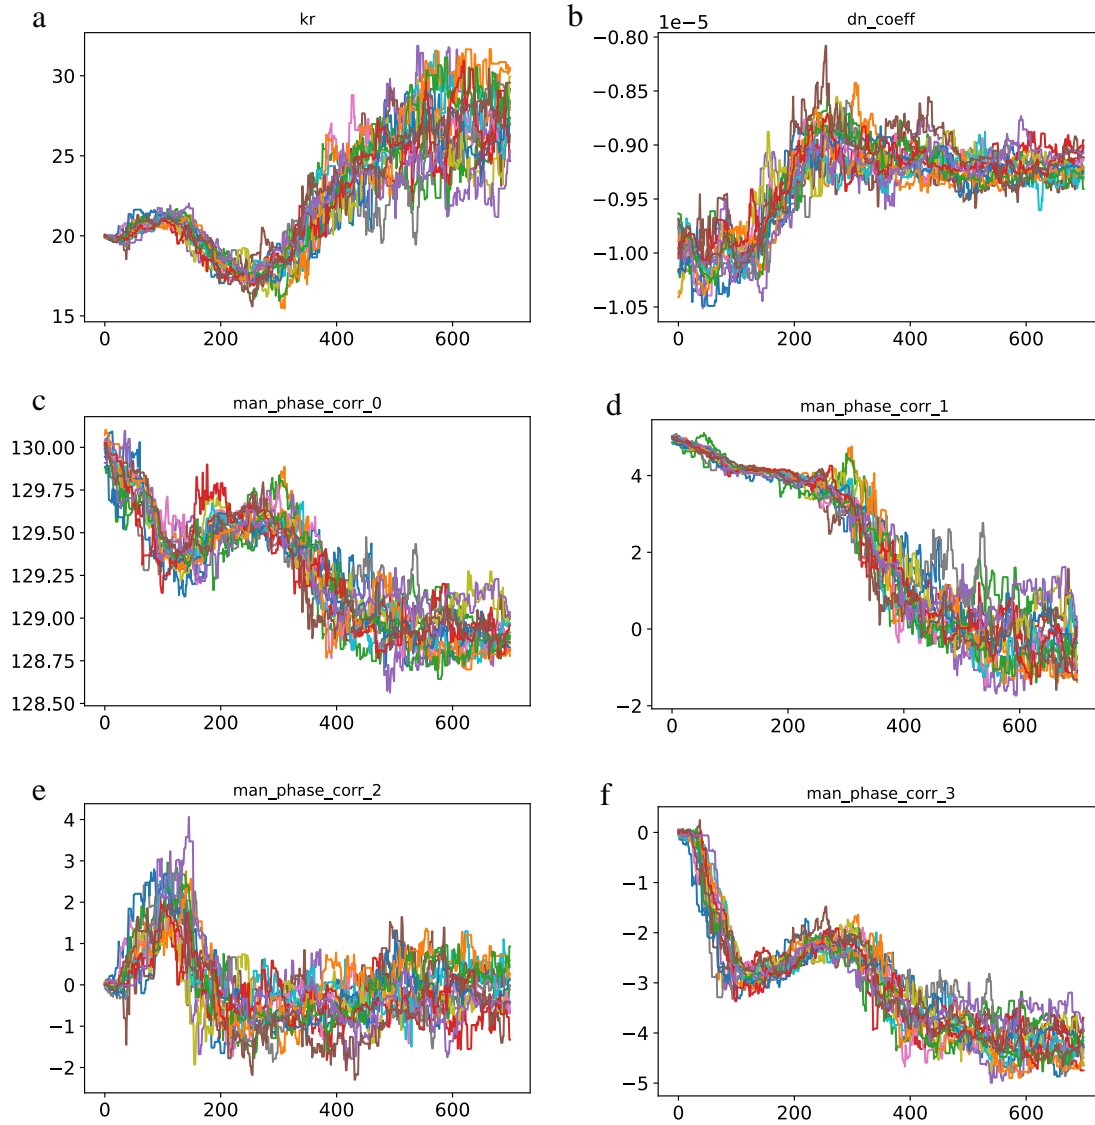 a
kr
30
25
20
15
0 200 400 600
b
1e−5
dn_coeff
−0.80
−0.85
−0.90
−0.95
−1.00
−1.05
0 200 400 600
c
man_phase_corr_0
130.00
129.75
129.50
129.25
129.00
128.75
128.50
0 200 400 600
d
man_phase_corr_1
4
2
0
−2
0 200 400 600
e
man_phase_corr_2
4
3
2
1
0
−1
−2
0 200 400 600
f
man_phase_corr_3
0
−1
−2
−3
−4
−5
0 200 400 600